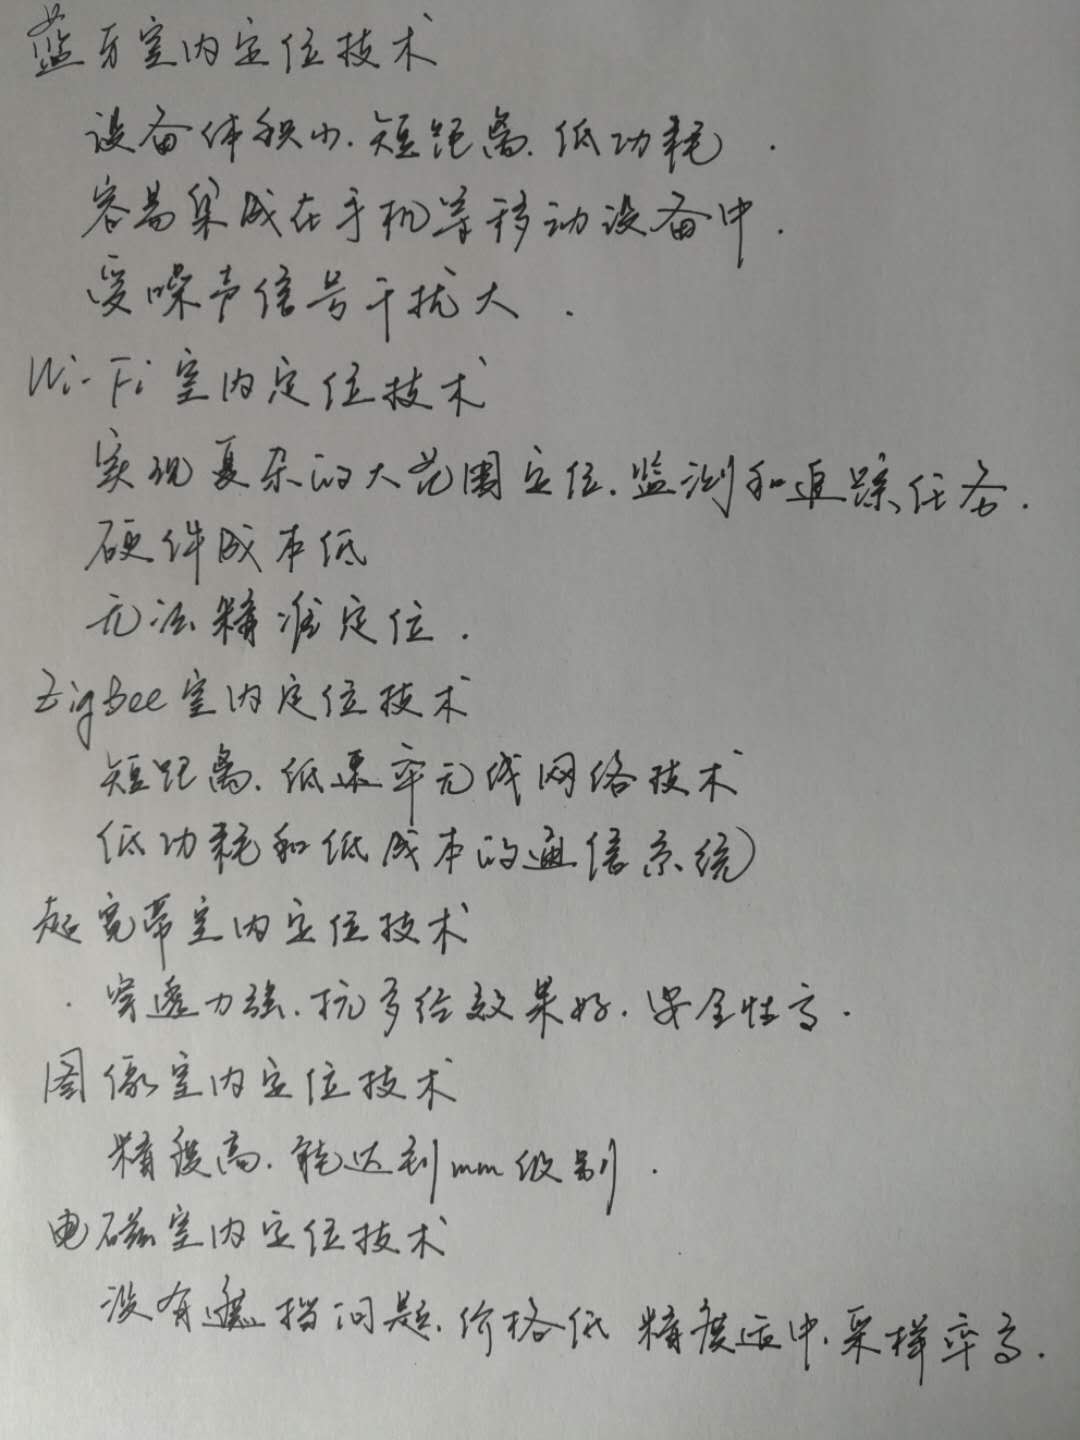 蓝牙室内定位技术
设备体积小.短距离.低功耗.
容易集成在手机等移动设备中.
受噪声信号干扰大.
Wi-Fi室内定位技术
实现复杂的大范围定位.监测和追踪任务.
硬件成本低
无法精准定位.
Zigbee室内定位技术
短距离.低速率无线网络技术
低功耗和低成本的通信系统
超宽带室内定位技术
.穿透力强.抗多径效果好.安全性高.
图像室内定位技术
精度高.能达到mm级别.
电磁室内定位技术
没有遮挡问题.价格低 精度适中.采样率高.